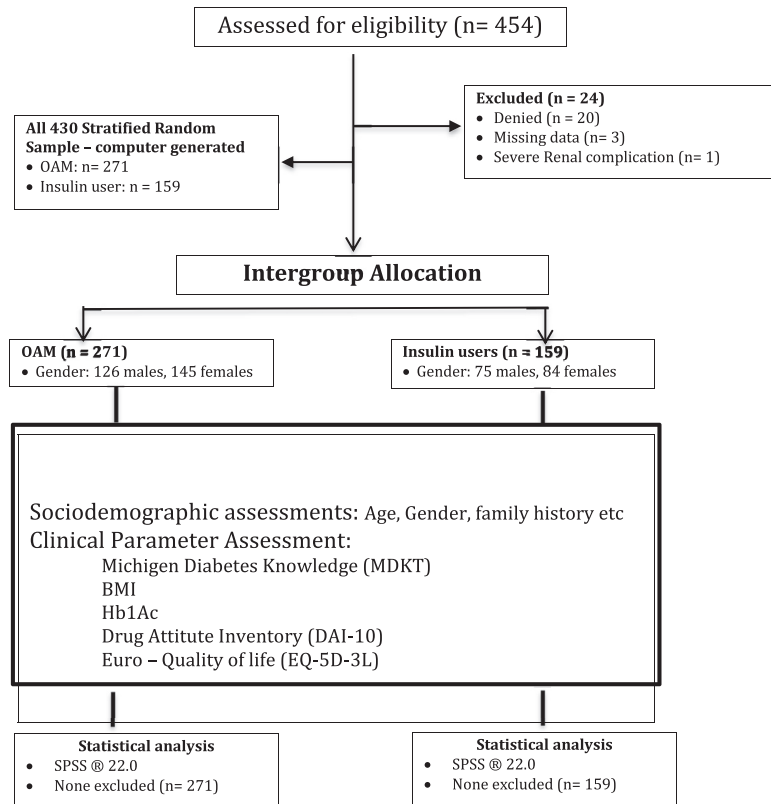 Assessed for eligibility (n= 454)
Excluded (n = 24)
• Denied (n = 20)
• Missing data (n= 3)
• Severe Renal complication (n= 1)
All 430 Stratified Random
Sample – computer generated
• OAM: n= 271
• Insulin user: n = 159
Intergroup Allocation
OAM (n = 271)
• Gender: 126 males, 145 females
Insulin users (n = 159)
• Gender: 75 males, 84 females
Sociodemographic assessments: Age, Gender, family history etc
Clinical Parameter Assessment:
Michigen Diabetes Knowledge (MDKT)
BMI
Hb1Ac
Drug Attitute Inventory (DAI-10)
Euro – Quality of life (EQ-5D-3L)
Statistical analysis
• SPSS ® 22.0
• None excluded (n= 271)
Statistical analysis
• SPSS ® 22.0
• None excluded (n= 159)